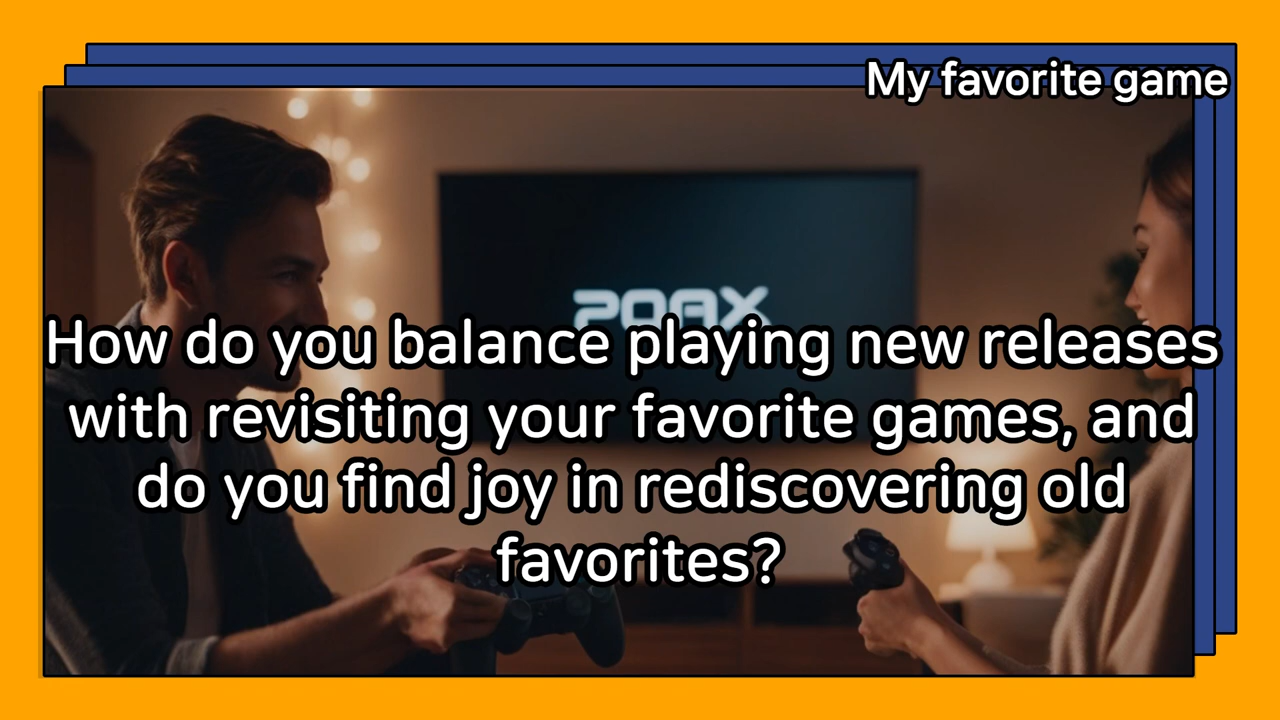 My favorite game
How do you balance playing new releases
with revisiting your favorite games, and
do you find joy in rediscovering old
favorites?